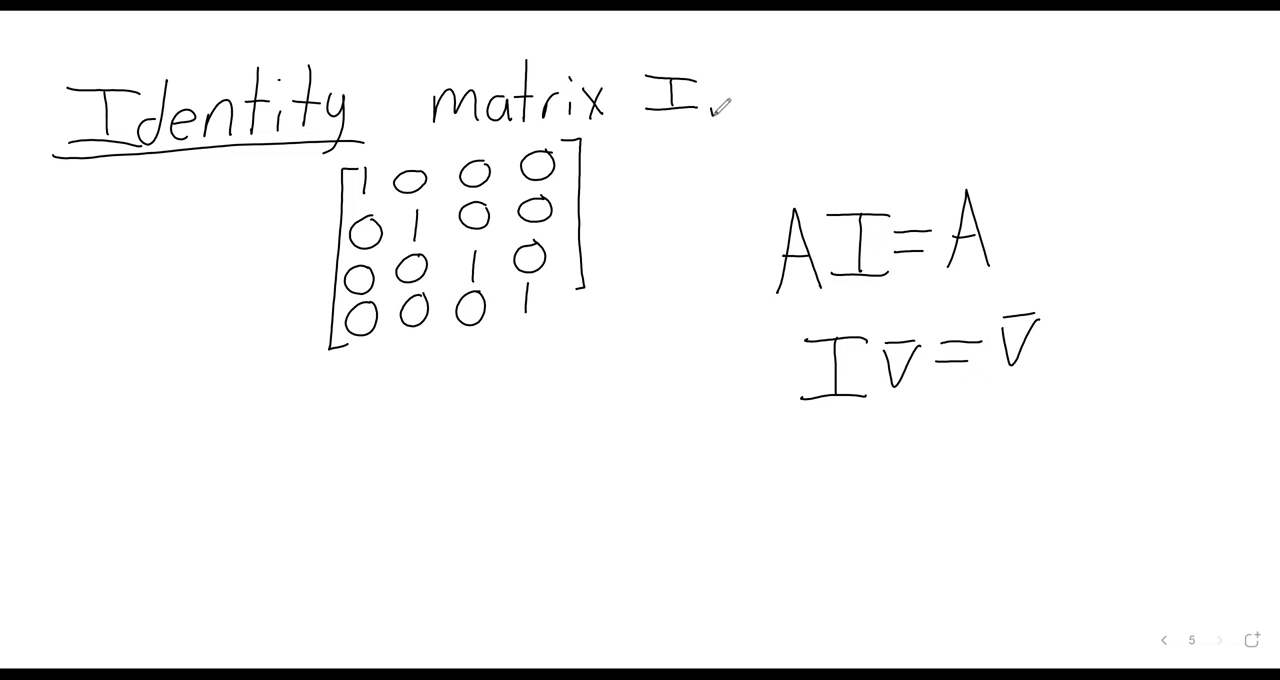 Identity matrix I
1 0 0 0
0 1 0 0
0 0 1 0
0 0 0 1
AI=A
Iv̄=v̄
5